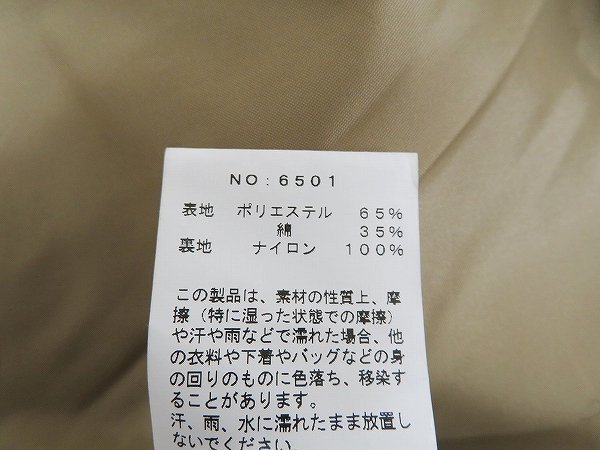 NO:6501
表地 ポリエステル 65%
綿 35%
裏地 ナイロン 100%
この製品は、素材の性質上、摩
擦(特に湿った状態での摩擦)
や汗や雨などで濡れた場合、他
の衣料や下着やバッグなどの身
の回りのものに色落ち、移染す
ることがあります。
汗、雨、水に濡れたまま放置し
ないでください。